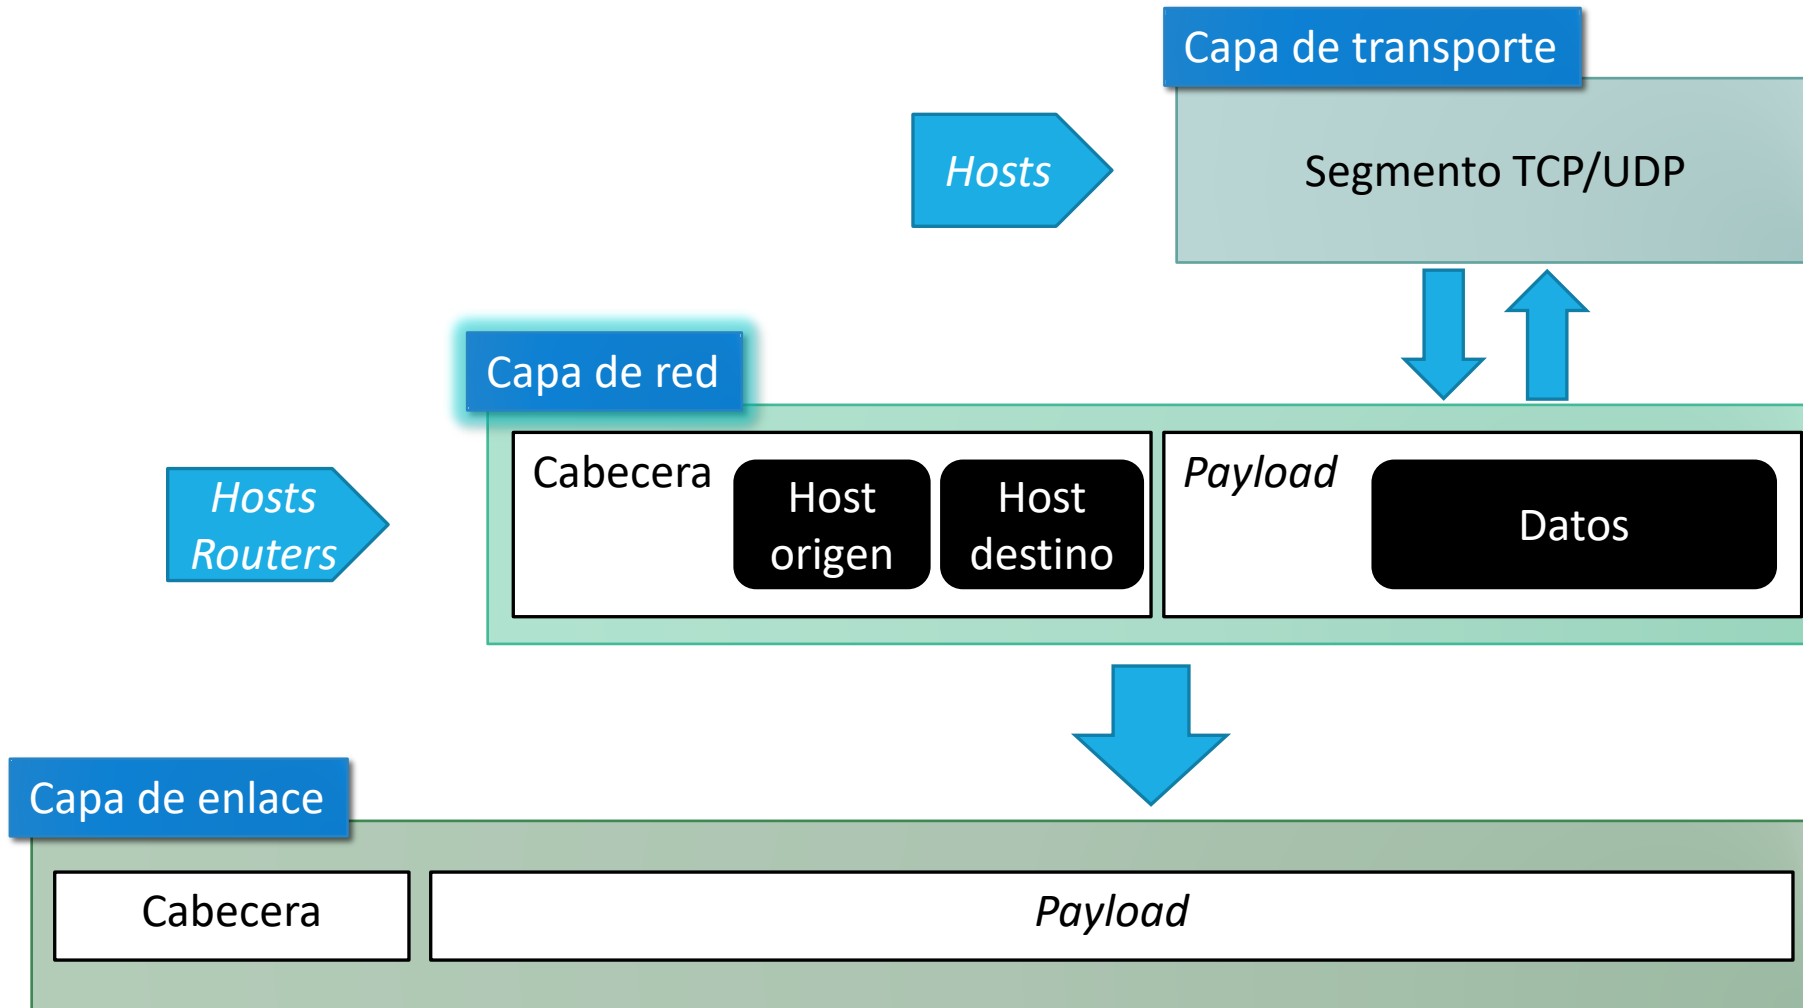 Capa de transporte
Hosts
Segmento TCP/UDP
Capa de red
Hosts
Routers
Cabecera
Host
origen
Host
destino
Payload
Datos
Capa de enlace
Cabecera
Payload